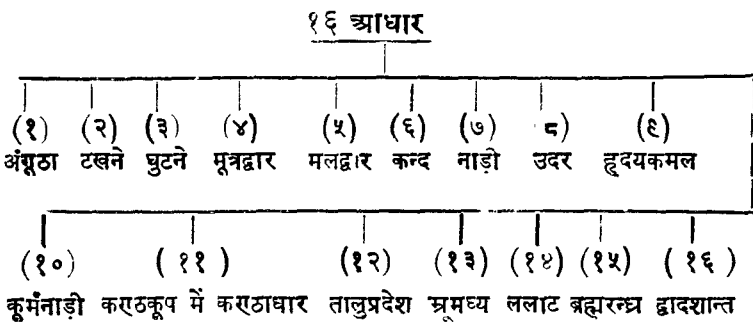 १६ आधार
(१) (२) (३) (४) (५) (६) (७) ८) (९)
अंगूठा टखने घुटने मूत्रद्वार मलद्वार कन्द नाड़ी उदर हृदयकमल
(१०) (११) (१२) (१३) (१४) (१५) (१६)
कूर्मनाड़ी कण्ठकूप में कण्ठाधार तालुप्रदेश भ्रूमध्य ललाट ब्रह्मरन्ध्र द्वादशान्त